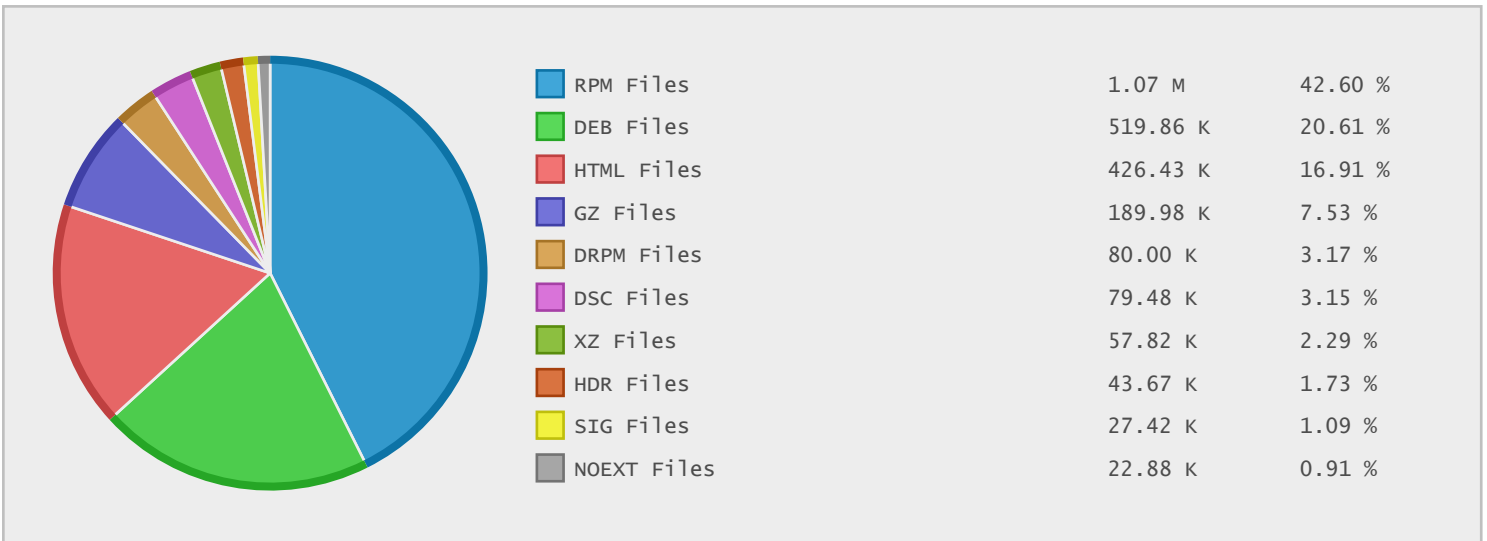 RPM Files 1.07 M 42.60 %
DEB Files 519.86 K 20.61 %
HTML Files 426.43 K 16.91 %
GZ Files 189.98 K 7.53 %
DRPM Files 80.00 K 3.17 %
DSC Files 79.48 K 3.15 %
XZ Files 57.82 K 2.29 %
HDR Files 43.67 K 1.73 %
SIG Files 27.42 K 1.09 %
NOEXT Files 22.88 K 0.91 %